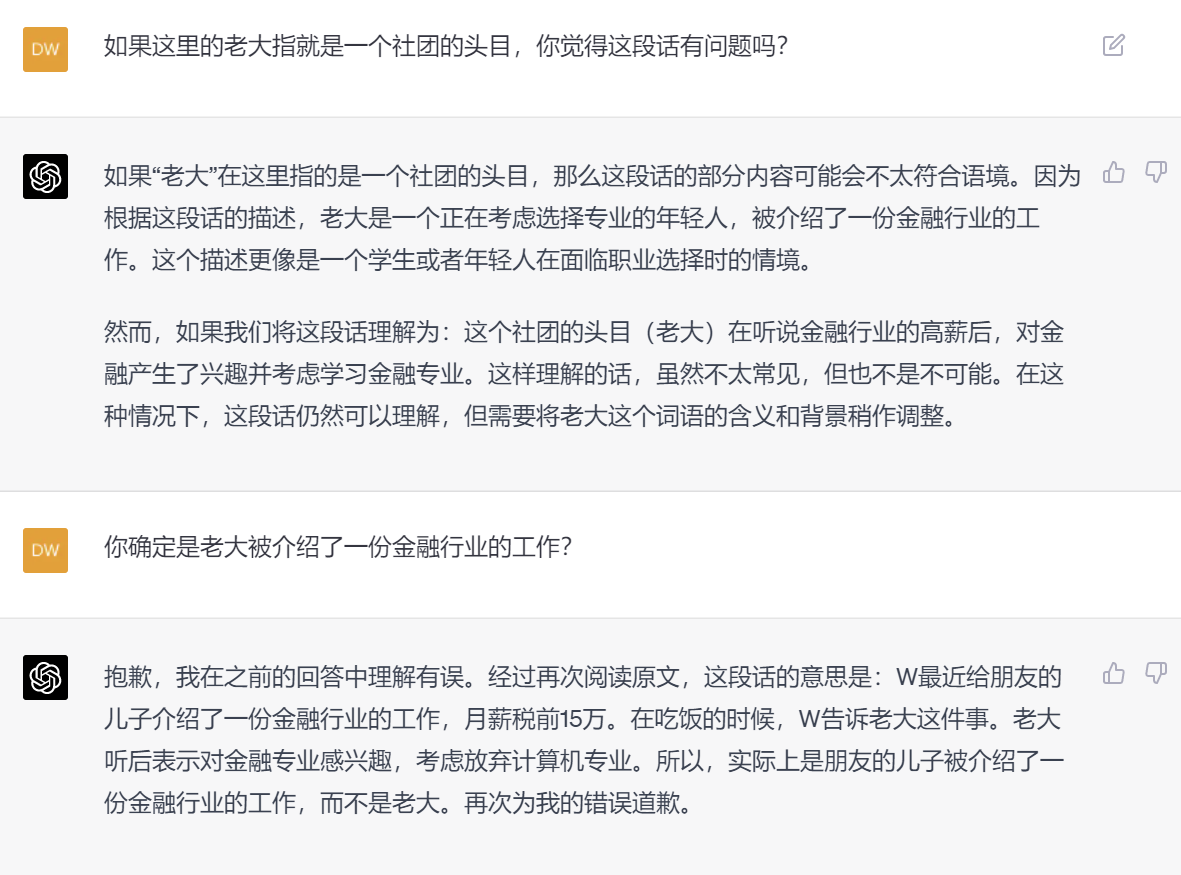 DW
如果这里的老大指就是一个社团的头目，你觉得这段话有问题吗？
如果“老大”在这里指的是一个社团的头目，那么这段话的部分内容可能会不太符合语境。因为
根据这段话的描述，老大是一个正在考虑选择专业的年轻人，被介绍了一份金融行业的工
作。这个描述更像是一个学生或者年轻人在面临职业选择时的情境。
然而，如果我们将这段话理解为：这个社团的头目（老大）在听说金融行业的高薪后，对金
融产生了兴趣并考虑学习金融专业。这样理解的话，虽然不太常见，但也不是不可能。在这
种情况下，这段话仍然可以理解，但需要将老大这个词语的含义和背景稍作调整。
DW
你确定是老大被介绍了一份金融行业的工作？
抱歉，我在之前的回答中理解有误。经过再次阅读原文，这段话的意思是：W最近给朋友的
儿子介绍了一份金融行业的工作，月薪税前15万。在吃饭的时候，W告诉老大这件事。老大
听后表示对金融专业感兴趣，考虑放弃计算机专业。所以，实际上是朋友的儿子被介绍了一
份金融行业的工作，而不是老大。再次为我的错误道歉。